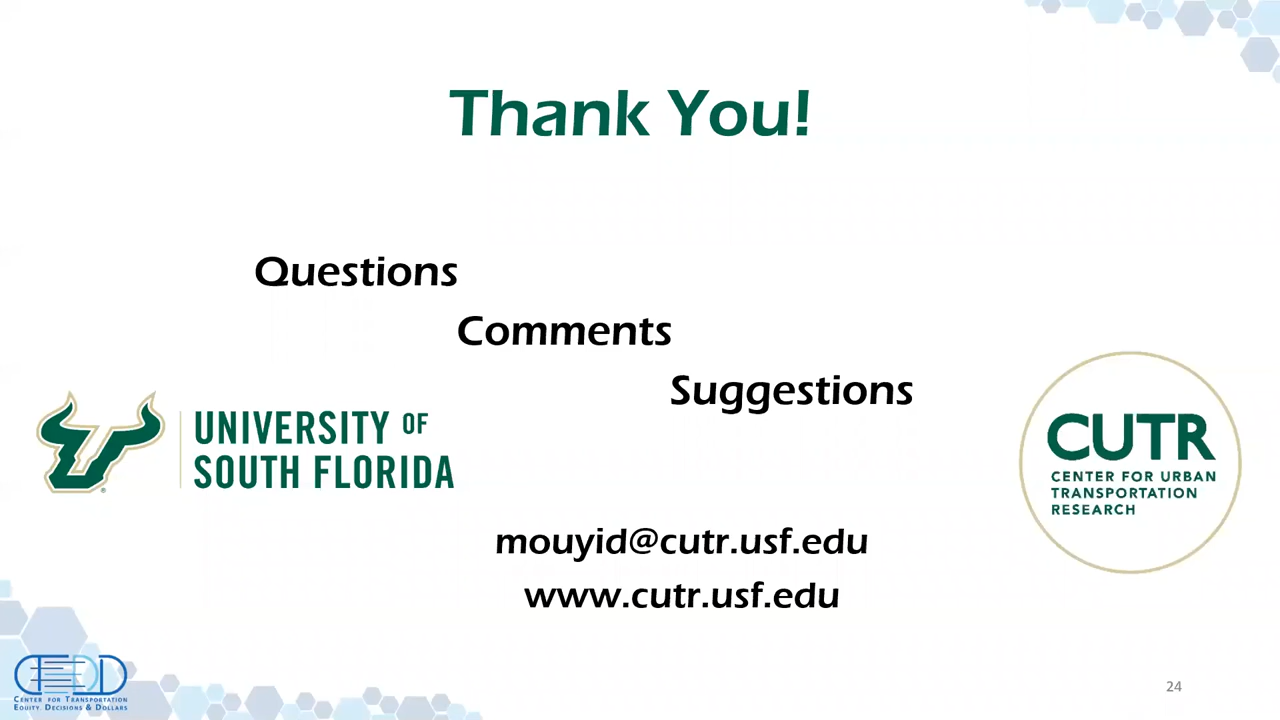 Thank You!
Questions
Comments
Suggestions
UNIVERSITY OF
SOUTH FLORIDA
CUTR
CENTER FOR URBAN
TRANSPORTATION
RESEARCH
mouyid@cutr.usf.edu
www.cutr.usf.edu
CTEDD
CENTER FOR TRANSPORTATION
EQUITY, DECISIONS & DOLLARS
24